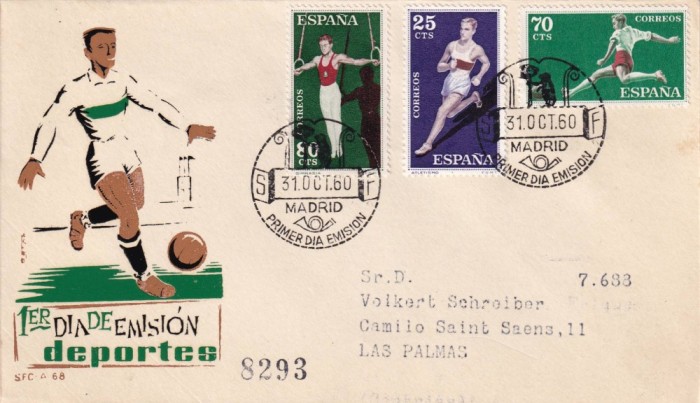 ESPAÑA
CORREOS
80
CTS
25
CTS
CORREOS
ESPAÑA
70
CTS
CORREOS
ESPAÑA
S F
31.OCT.60
MADRID
PRIMER DIA EMISION
F
31.OCT.60
MADRID
PRIMER DIA EMISION
1ER DIA DE EMISIÓN
deportes
SFC-A 68
8293
Sr.D. 7.688
Volkert Schreiber
Camilo Saint Saens,11
LAS PALMAS